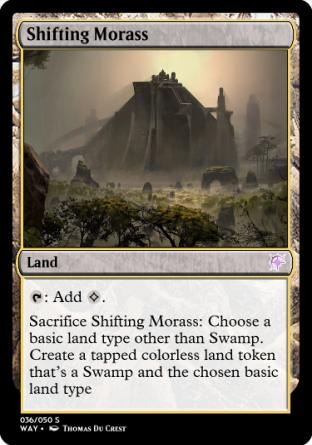 Shifting Morass
Land
: Add .
Sacrifice Shifting Morass: Choose a
basic land type other than Swamp.
Create a tapped colorless land token
that's a Swamp and the chosen basic
land type
036/050 S
WAY • Thomas Du Crest